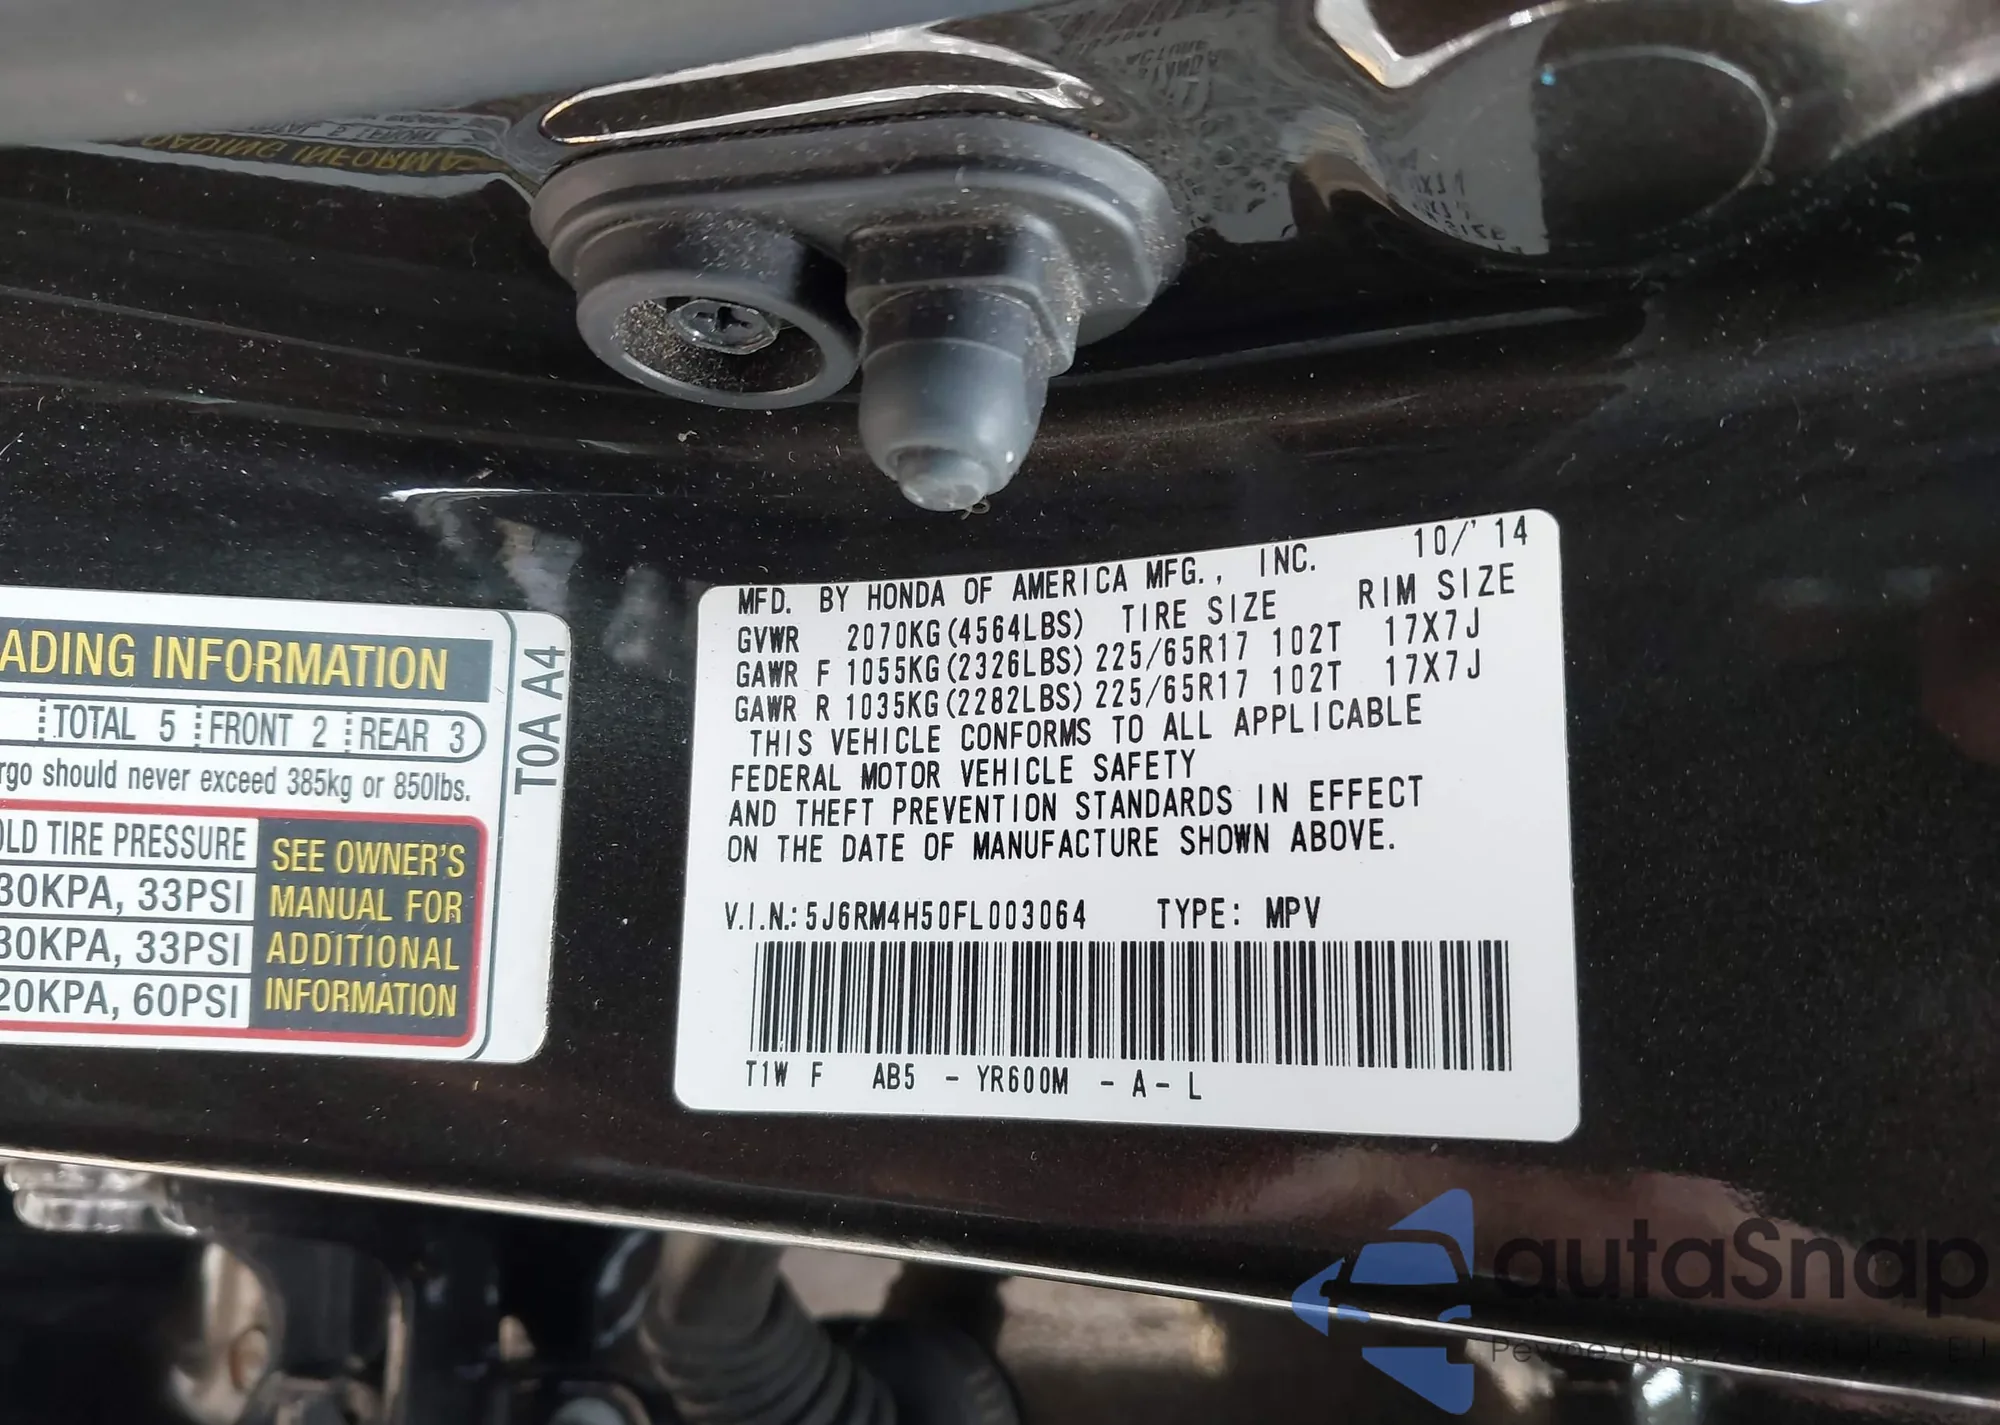 ADING INFORMATION
TOTAL 5 FRONT 2 REAR 3
rgo should never exceed 385kg or 850lbs.
OLD TIRE PRESSURE
30KPA, 33PSI
30KPA, 33PSI
20KPA, 60PSI
SEE OWNER'S
MANUAL FOR
ADDITIONAL
INFORMATION
T0A A4
MFD. BY HONDA OF AMERICA MFG., INC. 10/'14
GVWR 2070KG(4564LBS) TIRE SIZE RIM SIZE
GAWR F 1055KG(2326LBS) 225/65R17 102T 17X7J
GAWR R 1035KG(2282LBS) 225/65R17 102T 17X7J
THIS VEHICLE CONFORMS TO ALL APPLICABLE
FEDERAL MOTOR VEHICLE SAFETY
AND THEFT PREVENTION STANDARDS IN EFFECT
ON THE DATE OF MANUFACTURE SHOWN ABOVE.
V.I.N.: 5J6RM4H50FL003064 TYPE: MPV
T1W F AB5 - YR600M - A - L
autaSnap
Pewne auta z